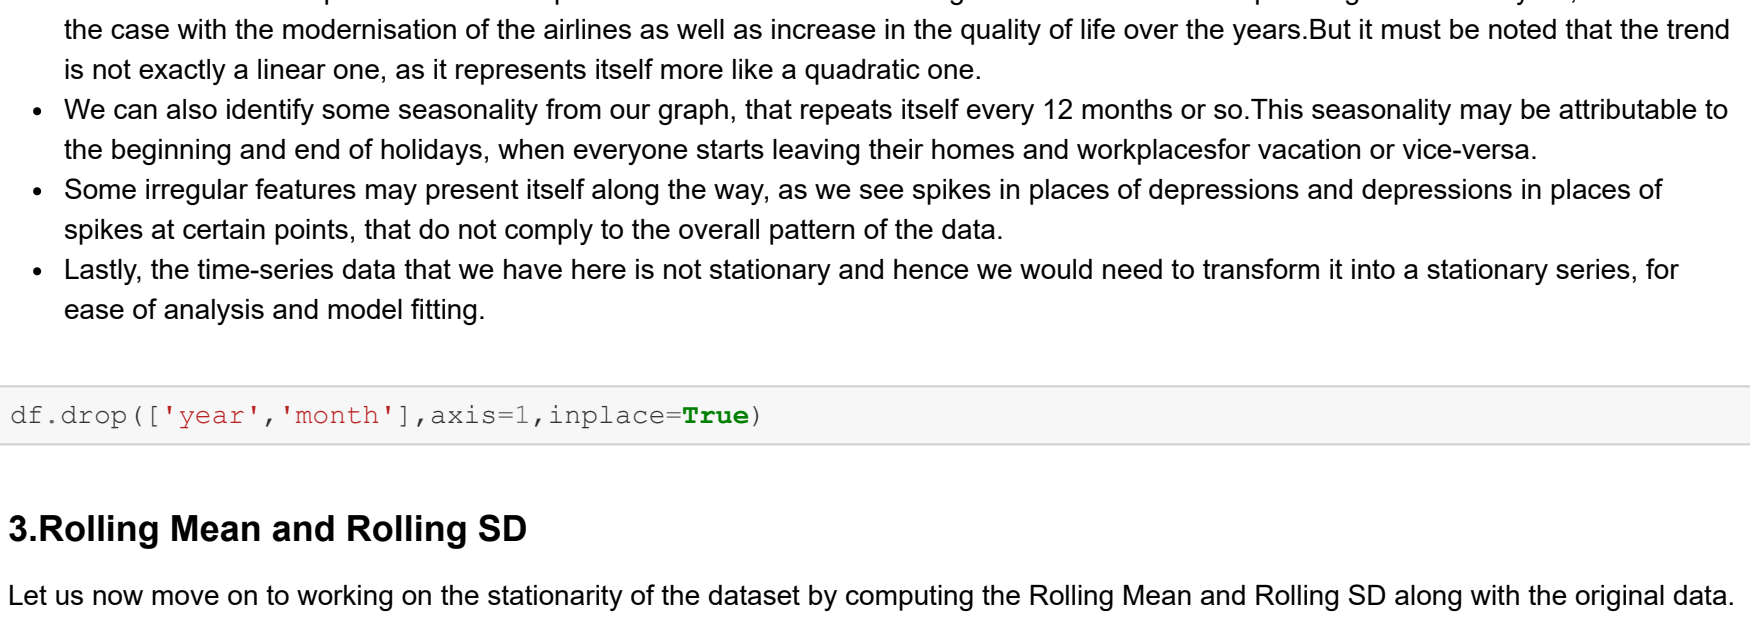 the case with the modernisation of the airlines as well as increase in the quality of life over the years.But it must be noted that the trend
is not exactly a linear one, as it represents itself more like a quadratic one.
• We can also identify some seasonality from our graph, that repeats itself every 12 months or so.This seasonality may be attributable to
the beginning and end of holidays, when everyone starts leaving their homes and workplacesfor vacation or vice-versa.
• Some irregular features may present itself along the way, as we see spikes in places of depressions and depressions in places of
spikes at certain points, that do not comply to the overall pattern of the data.
• Lastly, the time-series data that we have here is not stationary and hence we would need to transform it into a stationary series, for
ease of analysis and model fitting.
df.drop(['year','month'],axis=1,inplace=True)
3.Rolling Mean and Rolling SD
Let us now move on to working on the stationarity of the dataset by computing the Rolling Mean and Rolling SD along with the original data.